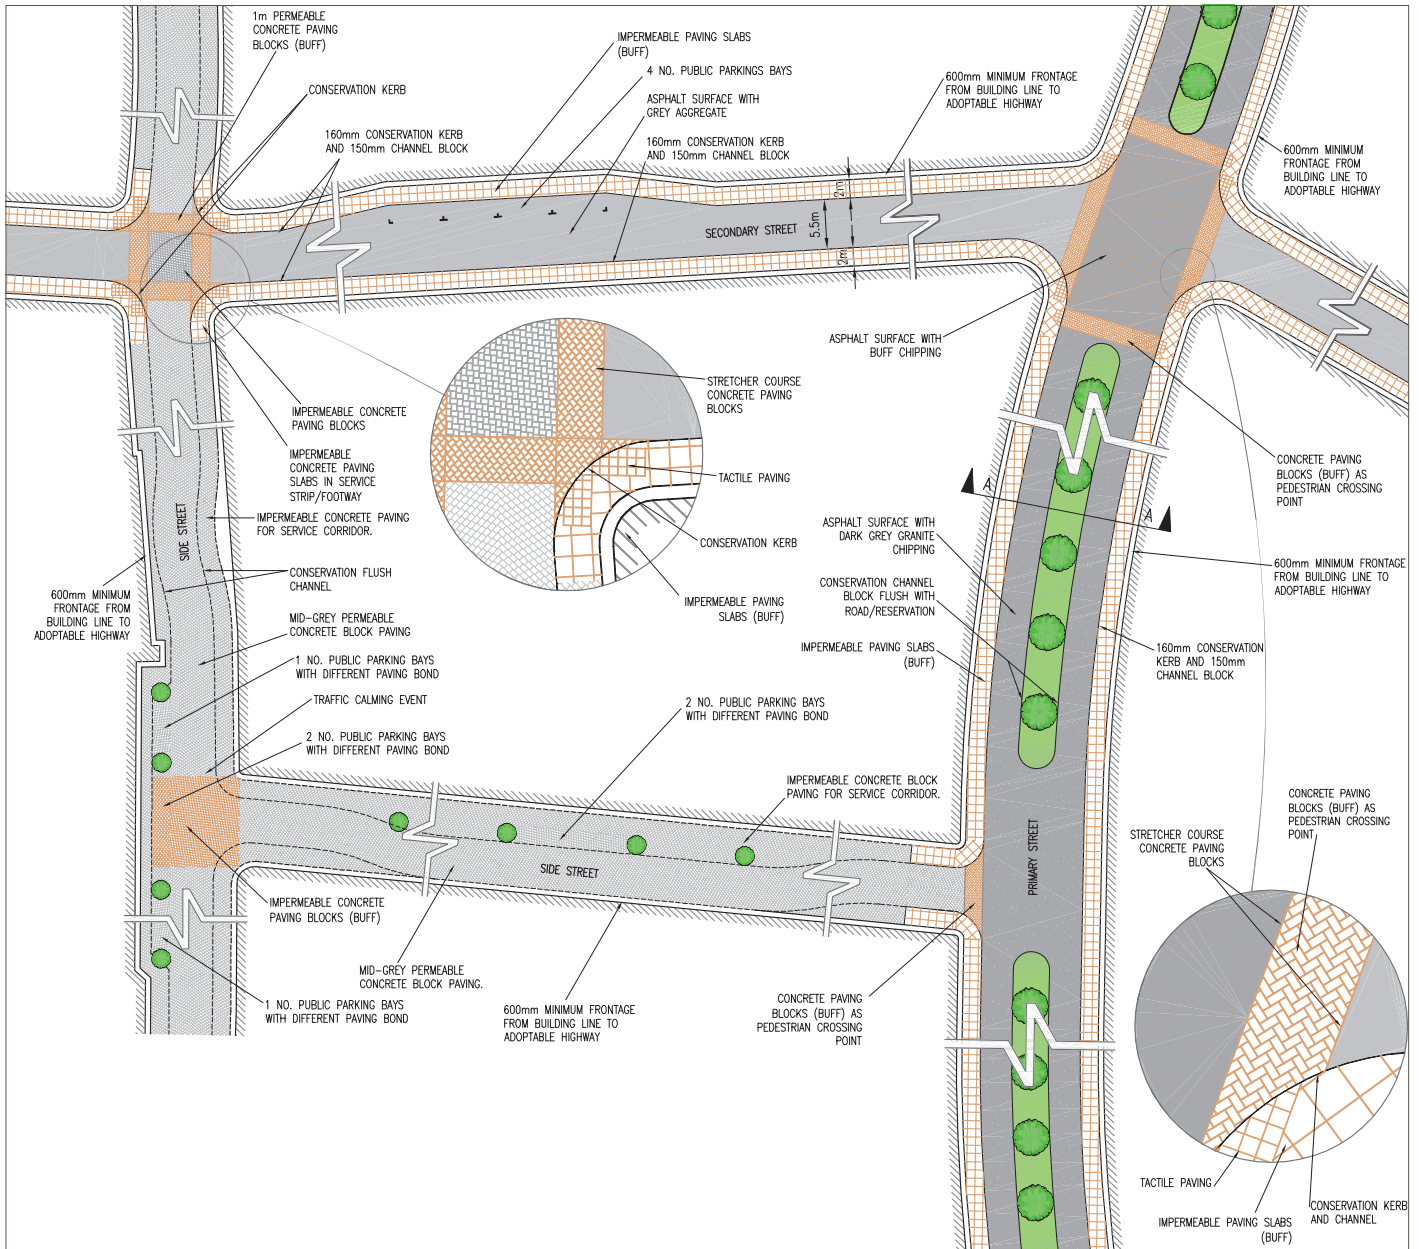 1m PERMEABLE
CONCRETE PAVING
BLOCKS (BUFF)
CONSERVATION KERB
160mm CONSERVATION KERB
AND 150mm CHANNEL BLOCK
IMPERMEABLE PAVING SLABS
(BUFF)
4 NO. PUBLIC PARKINGS BAYS
ASPHALT SURFACE WITH
GREY AGGREGATE
160mm CONSERVATION KERB
AND 150mm CHANNEL BLOCK
600mm MINIMUM FRONTAGE
FROM BUILDING LINE TO
ADOPTABLE HIGHWAY
600mm MINIMUM
FRONTAGE FROM
BUILDING LINE TO
ADOPTABLE HIGHWAY
2m
5.5m
2m
SECONDARY STREET
ASPHALT SURFACE WITH
BUFF CHIPPING
STRETCHER COURSE
CONCRETE PAVING
BLOCKS
TACTILE PAVING
CONSERVATION KERB
IMPERMEABLE PAVING
SLABS (BUFF)
IMPERMEABLE CONCRETE
PAVING BLOCKS
IMPERMEABLE
CONCRETE PAVING
SLABS IN SERVICE
STRIP/FOOTWAY
IMPERMEABLE CONCRETE PAVING
FOR SERVICE CORRIDOR.
SIDE STREET
CONSERVATION FLUSH
CHANNEL
600mm MINIMUM
FRONTAGE FROM
BUILDING LINE TO
ADOPTABLE HIGHWAY
MID-GREY PERMEABLE
CONCRETE BLOCK PAVING
1 NO. PUBLIC PARKING BAYS
WITH DIFFERENT PAVING BOND
TRAFFIC CALMING EVENT
2 NO. PUBLIC PARKING BAYS
WITH DIFFERENT PAVING BOND
2 NO. PUBLIC PARKING BAYS
WITH DIFFERENT PAVING BOND
IMPERMEABLE CONCRETE BLOCK
PAVING FOR SERVICE CORRIDOR.
A
A
CONCRETE PAVING
BLOCKS (BUFF) AS
PEDESTRIAN CROSSING
POINT
ASPHALT SURFACE WITH
DARK GREY GRANITE
CHIPPING
CONSERVATION CHANNEL
BLOCK FLUSH WITH
ROAD/RESERVATION
IMPERMEABLE PAVING SLABS
(BUFF)
600mm MINIMUM FRONTAGE
FROM BUILDING LINE TO
ADOPTABLE HIGHWAY
160mm CONSERVATION
KERB AND 150mm
CHANNEL BLOCK
PRIMARY STREET
SIDE STREET
IMPERMEABLE CONCRETE
PAVING BLOCKS (BUFF)
MID-GREY PERMEABLE
CONCRETE BLOCK PAVING.
1 NO. PUBLIC PARKING BAYS
WITH DIFFERENT PAVING BOND
600mm MINIMUM FRONTAGE
FROM BUILDING LINE TO
ADOPTABLE HIGHWAY
CONCRETE PAVING
BLOCKS (BUFF) AS
PEDESTRIAN CROSSING
POINT
CONCRETE PAVING
BLOCKS (BUFF) AS
PEDESTRIAN CROSSING
POINT
STRETCHER COURSE
CONCRETE PAVING
BLOCKS
TACTILE PAVING
IMPERMEABLE PAVING SLABS
(BUFF)
CONSERVATION KERB
AND CHANNEL